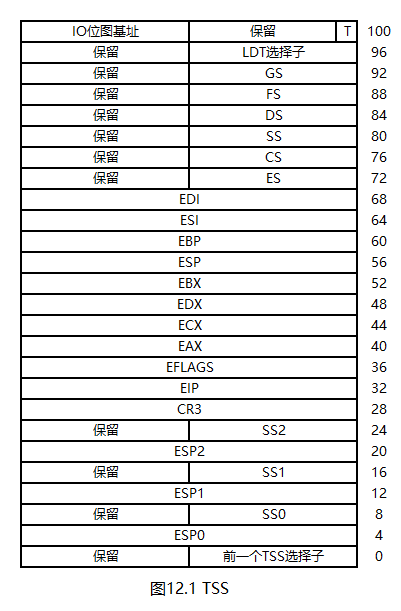 IO位图基址 保留 T 100
保留 LDT选择子 96
保留 GS 92
保留 FS 88
保留 DS 84
保留 SS 80
保留 CS 76
保留 ES 72
EDI 68
ESI 64
EBP 60
ESP 56
EBX 52
EDX 48
ECX 44
EAX 40
EFLAGS 36
EIP 32
CR3 28
保留 SS2 24
ESP2 20
保留 SS1 16
ESP1 12
保留 SS0 8
ESP0 4
保留 前一个TSS选择子 0
图12.1 TSS